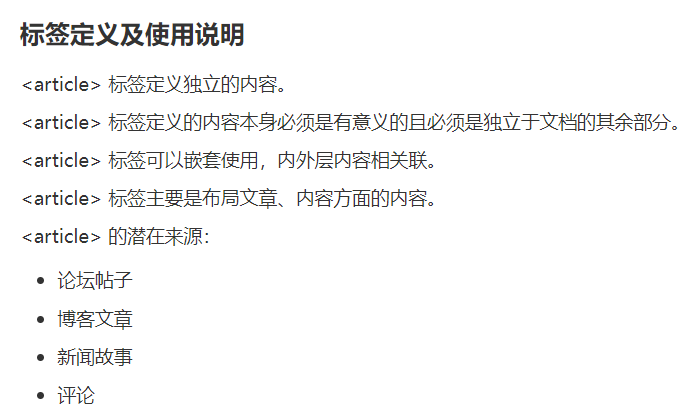 标签定义及使用说明
<article> 标签定义独立的内容。
<article> 标签定义的内容本身必须是有意义的且必须是独立于文档的其余部分。
<article> 标签可以嵌套使用，内外层内容相关联。
<article> 标签主要是布局文章、内容方面的内容。
<article> 的潜在来源：
• 论坛帖子
• 博客文章
• 新闻故事
• 评论